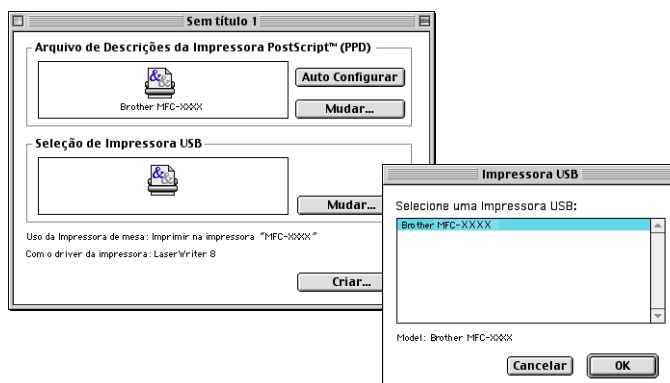 Sem título 1
Arquivo de Descrições da Impressora PostScript™ (PPD)
Brother MFC-XXXX
Auto Configurar
Mudar...
Seleção de Impressora USB
Mudar...
Uso da Impressora de mesa: Imprimir na impressora “MFC-XXXX”
Com o driver da impressora: LaserWriter 8
Criar...
Impressora USB
Selecione uma Impressora USB:
Brother MFC-XXXX
Model: Brother MFC-XXXX
Cancelar
OK